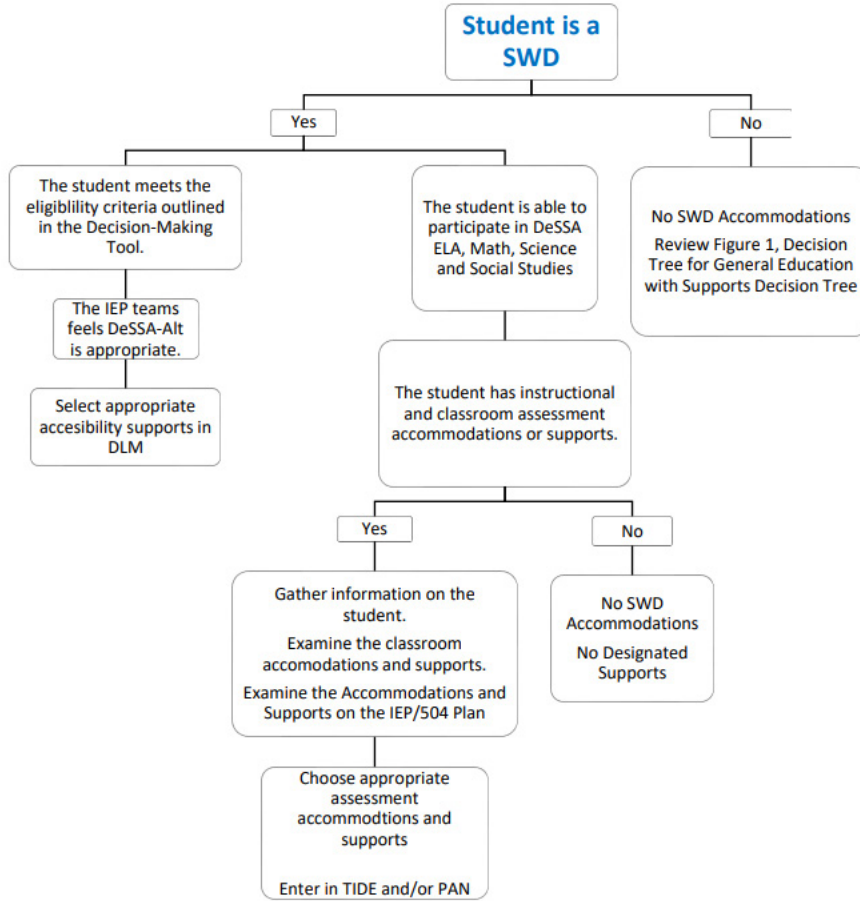 Student is a
SWD
Yes
No
The student meets the
eligiblility criteria outlined
in the Decision-Making
Tool.
The student is able to
participate in DeSSA
ELA, Math, Science
and Social Studies
No SWD Accommodations
Review Figure 1, Decision
Tree for General Education
with Supports Decision Tree
The IEP teams
feels DeSSA-Alt
is appropriate.
Select appropriate
accesibility supports in
DLM
The student has instructional
and classroom assessment
accommodations or supports.
Yes
No
Gather information on the
student.
Examine the classroom
accomodations and supports.
Examine the Accommodations and
Supports on the IEP/504 Plan
No SWD
Accommodations
No Designated
Supports
Choose appropriate
assessment
accommodtions and
supports
Enter in TIDE and/or PAN